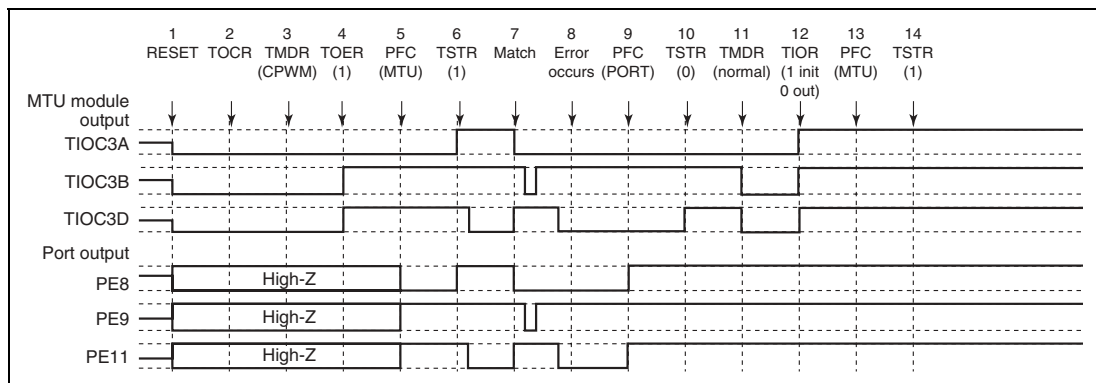 1 2 3 4 5 6 7 8 9 10 11 12 13 14
RESET TOCR TMDR TOER PFC TSTR Match Error PFC TSTR TMDR TIOR PFC TSTR
(CPWM) (1) (MTU) (1) occurs (PORT) (0) (normal) (1 init (MTU) (1)
0 out)
MTU module
output
TIOC3A
TIOC3B
TIOC3D
Port output
PE8 High-Z
PE9 High-Z
PE11 High-Z